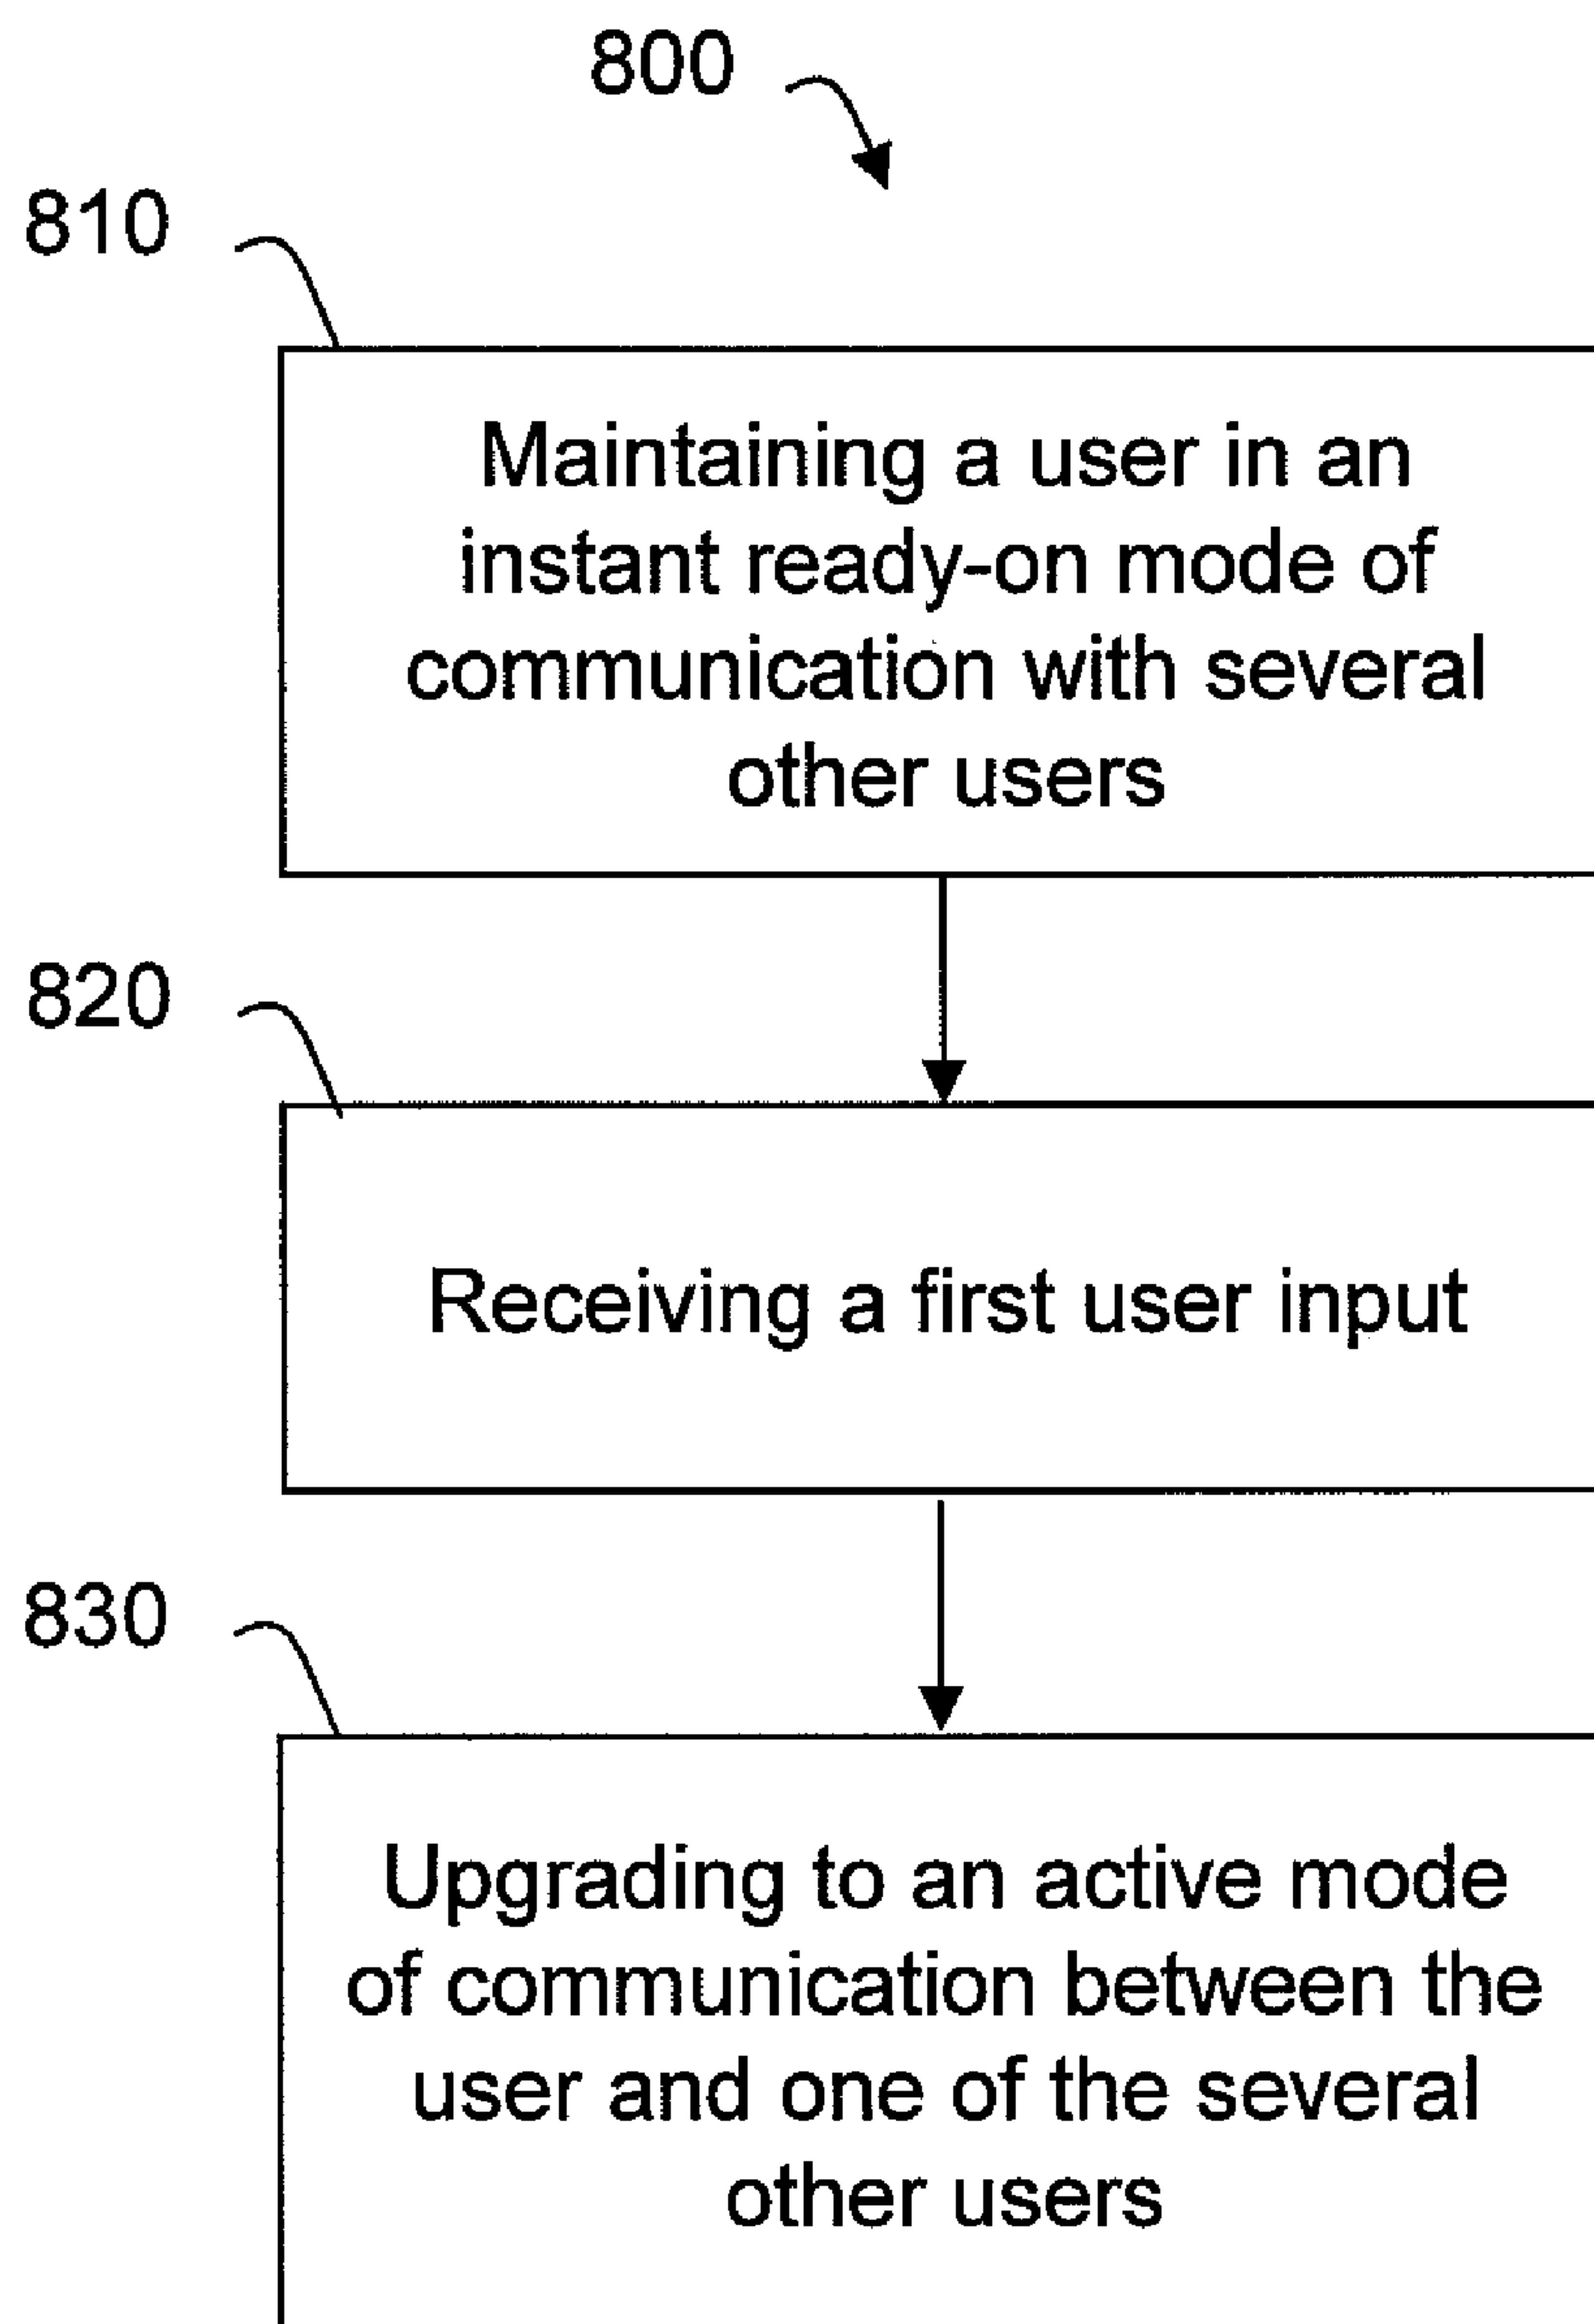 800
810
Maintaining a user in an
instant ready-on mode of
communication with several
other users
820
Receiving a first user input
830
Upgrading to an active mode
of communication between the
user and one of the several
other users